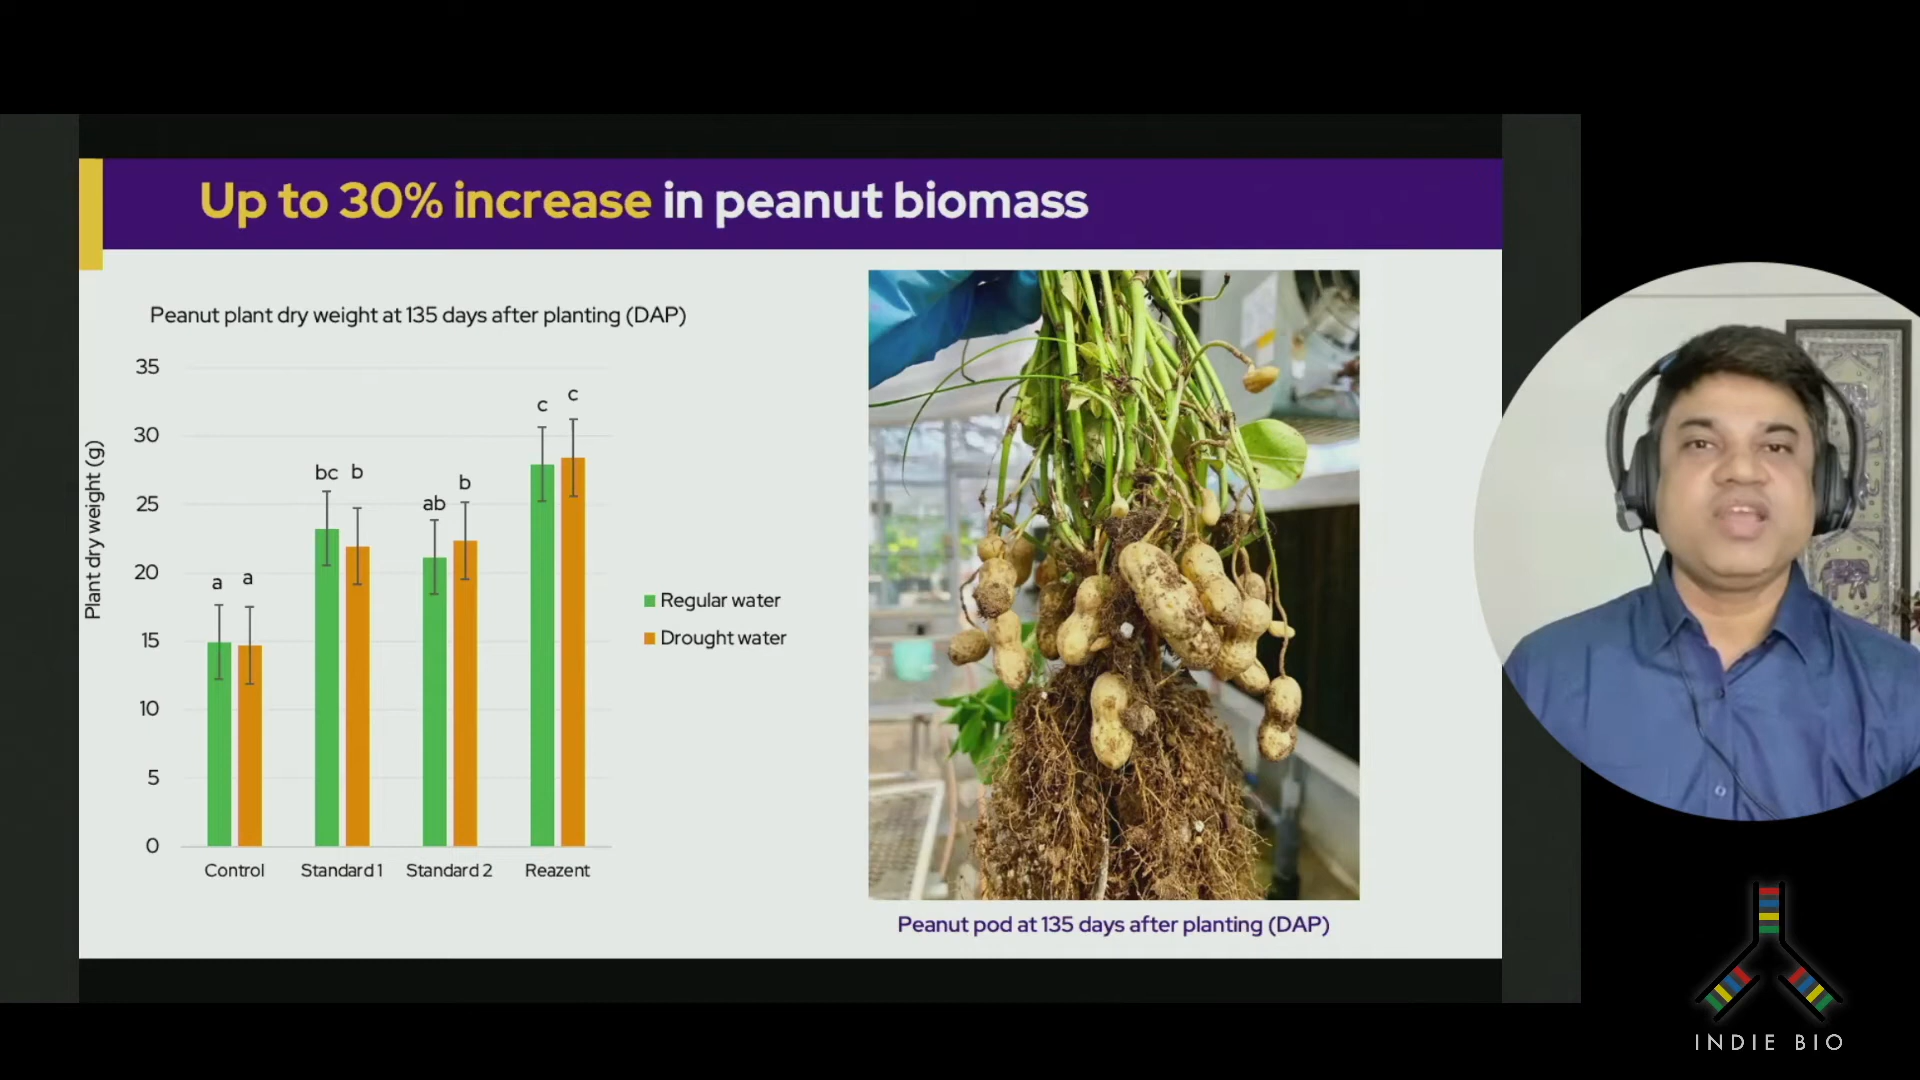 Up to 30% increase in peanut biomass
Peanut plant dry weight at 135 days after planting (DAP)
Plant dry weight (g)
35
30
25
20
15
10
5
0
a a
bc b
ab b
c c
Control Standard 1 Standard 2 Reazent
Regular water
Drought water
Peanut pod at 135 days after planting (DAP)
INDIE BIO